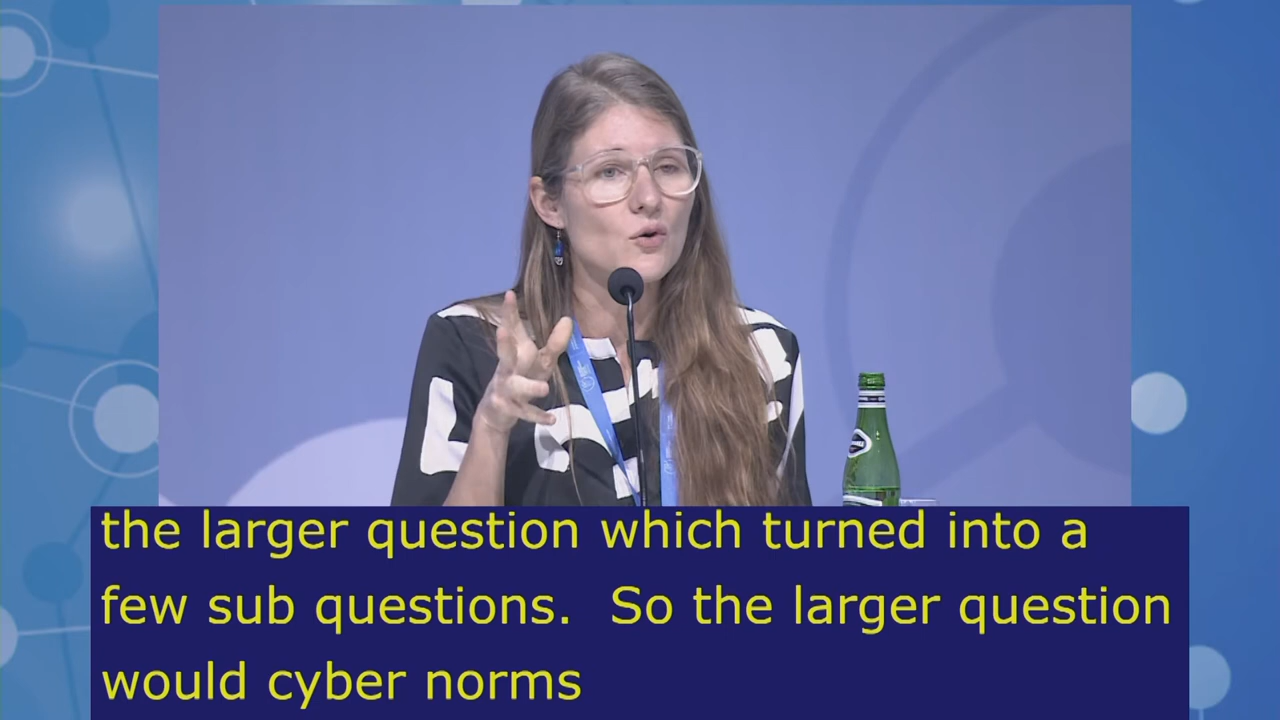 the larger question which turned into a
few sub questions.  So the larger question
would cyber norms